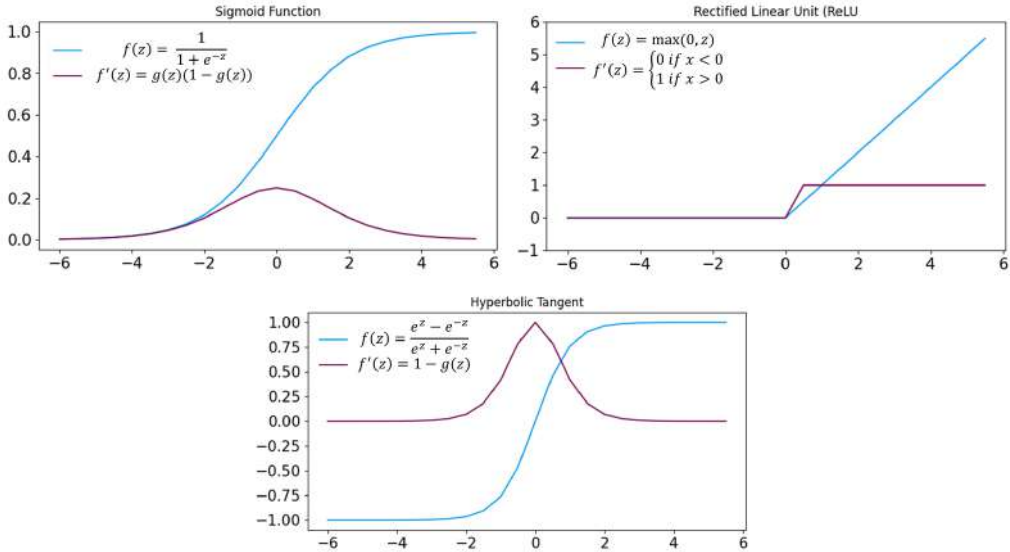 Sigmoid Function
1.0
0.8
0.6
0.4
0.2
0.0
f(z) = 1 / (1 + e^{-z})
f'(z) = g(z)(1 − g(z))
−6 −4 −2 0 2 4 6
Rectified Linear Unit (ReLU
6
5
4
3
2
1
0
−1
f(z) = max(0, z)
f'(z) = {0 if x < 0
1 if x > 0
−6 −4 −2 0 2 4 6
Hyperbolic Tangent
1.00
0.75
0.50
0.25
0.00
−0.25
−0.50
−0.75
−1.00
f(z) = (e^z − e^{-z}) / (e^z + e^{-z})
f'(z) = 1 − g(z)
−6 −4 −2 0 2 4 6